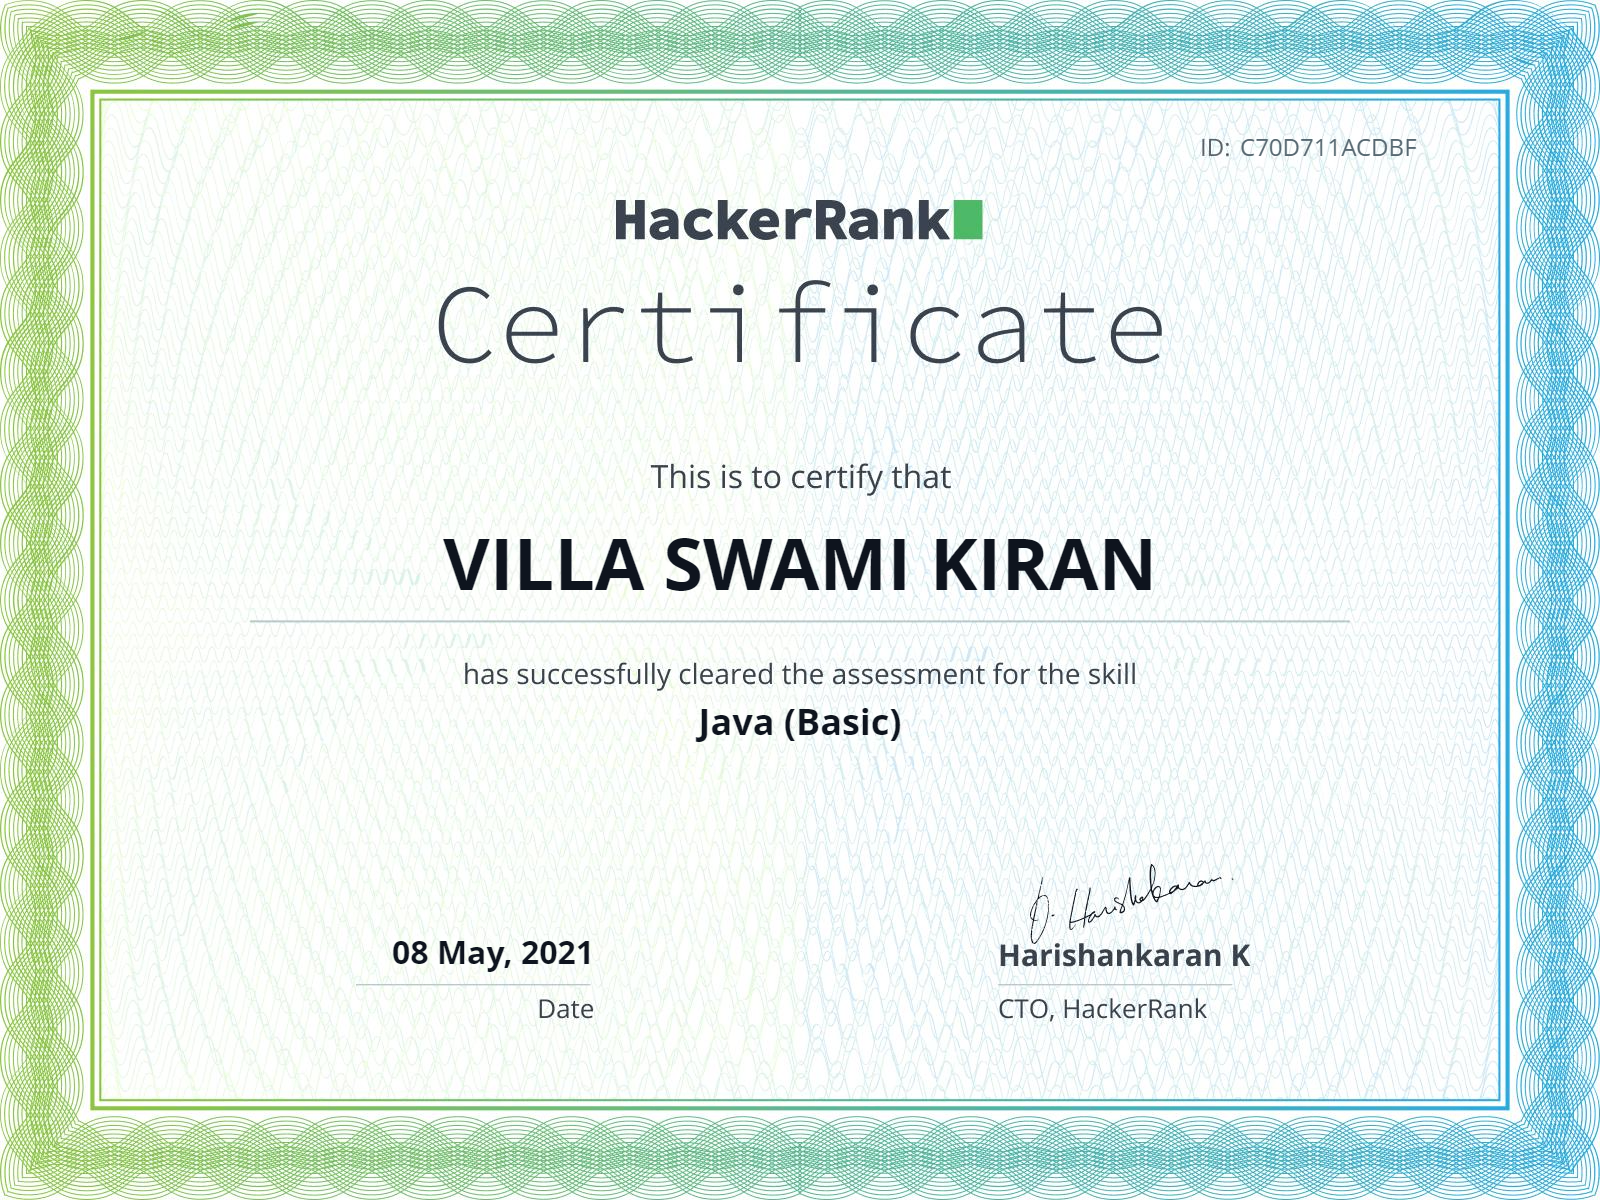 ID: C70D711ACDBF
HackerRank
Certificate
This is to certify that
VILLA SWAMI KIRAN
has successfully cleared the assessment for the skill
Java (Basic)
08 May, 2021
Date
D. Harishankaran
Harishankaran K
CTO, HackerRank